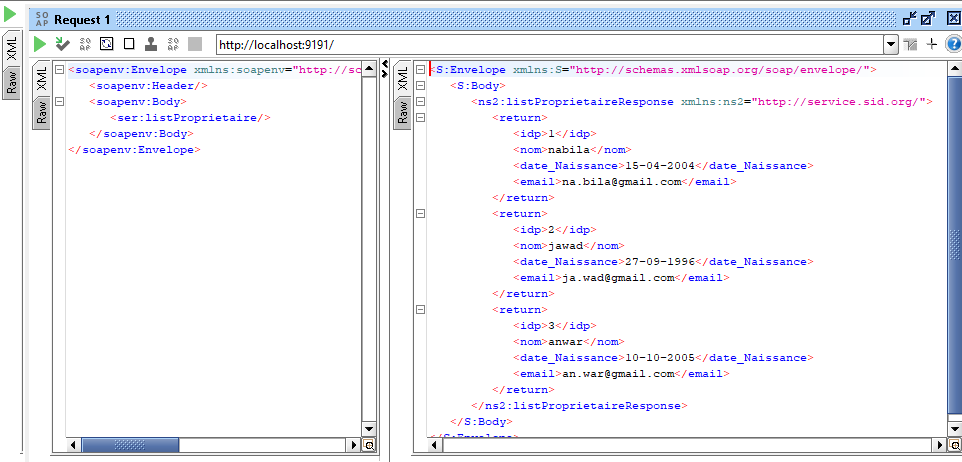 SO
AP Request 1
SO
AP
SO
AP
http://localhost:9191/
XML
Raw
XML
Raw
<soapenv:Envelope xmlns:soapenv="http://sc
<soapenv:Header/>
<soapenv:Body>
<ser:listProprietaire/>
</soapenv:Body>
</soapenv:Envelope>
XML
Raw
<S:Envelope xmlns:S="http://schemas.xmlsoap.org/soap/envelope/">
<S:Body>
<ns2:listProprietaireResponse xmlns:ns2="http://service.sid.org/">
<return>
<idp>1</idp>
<nom>nabila</nom>
<date_Naissance>15-04-2004</date_Naissance>
<email>na.bila@gmail.com</email>
</return>
<return>
<idp>2</idp>
<nom>jawad</nom>
<date_Naissance>27-09-1996</date_Naissance>
<email>ja.wad@gmail.com</email>
</return>
<return>
<idp>3</idp>
<nom>anwar</nom>
<date_Naissance>10-10-2005</date_Naissance>
<email>an.war@gmail.com</email>
</return>
</ns2:listProprietaireResponse>
</S:Body>
</S:Envelope>